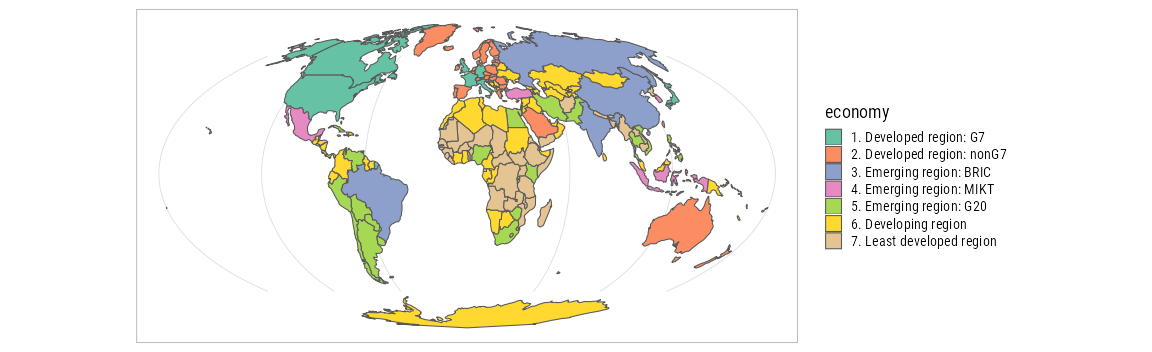 economy
1. Developed region: G7
2. Developed region: nonG7
3. Emerging region: BRIC
4. Emerging region: MIKT
5. Emerging region: G20
6. Developing region
7. Least developed region